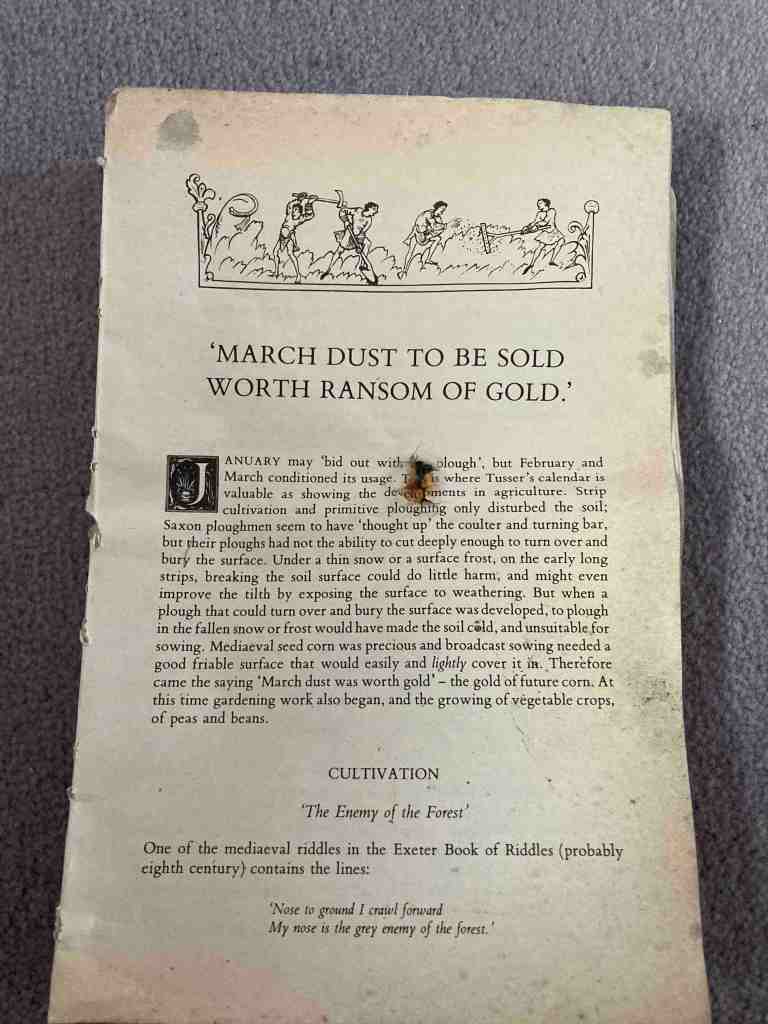 'MARCH DUST TO BE SOLD
WORTH RANSOM OF GOLD.'
JANUARY may 'bid out with plough', but February and
March conditioned its usage. is where Tusser's calendar is
valuable as showing the developments in agriculture. Strip
cultivation and primitive ploughing only disturbed the soil;
Saxon ploughmen seem to have 'thought up' the coulter and turning bar,
but their ploughs had not the ability to cut deeply enough to turn over and
bury the surface. Under a thin snow or a surface frost, on the early long
strips, breaking the soil surface could do little harm, and might even
improve the tilth by exposing the surface to weathering. But when a
plough that could turn over and bury the surface was developed, to plough
in the fallen snow or frost would have made the soil cold, and unsuitable for
sowing. Mediaeval seed corn was precious and broadcast sowing needed a
good friable surface that would easily and lightly cover it in. Therefore
came the saying 'March dust was worth gold' – the gold of future corn. At
this time gardening work also began, and the growing of vegetable crops,
of peas and beans.
CULTIVATION
'The Enemy of the Forest'
One of the mediaeval riddles in the Exeter Book of Riddles (probably
eighth century) contains the lines:
'Nose to ground I crawl forward
My nose is the grey enemy of the forest.'